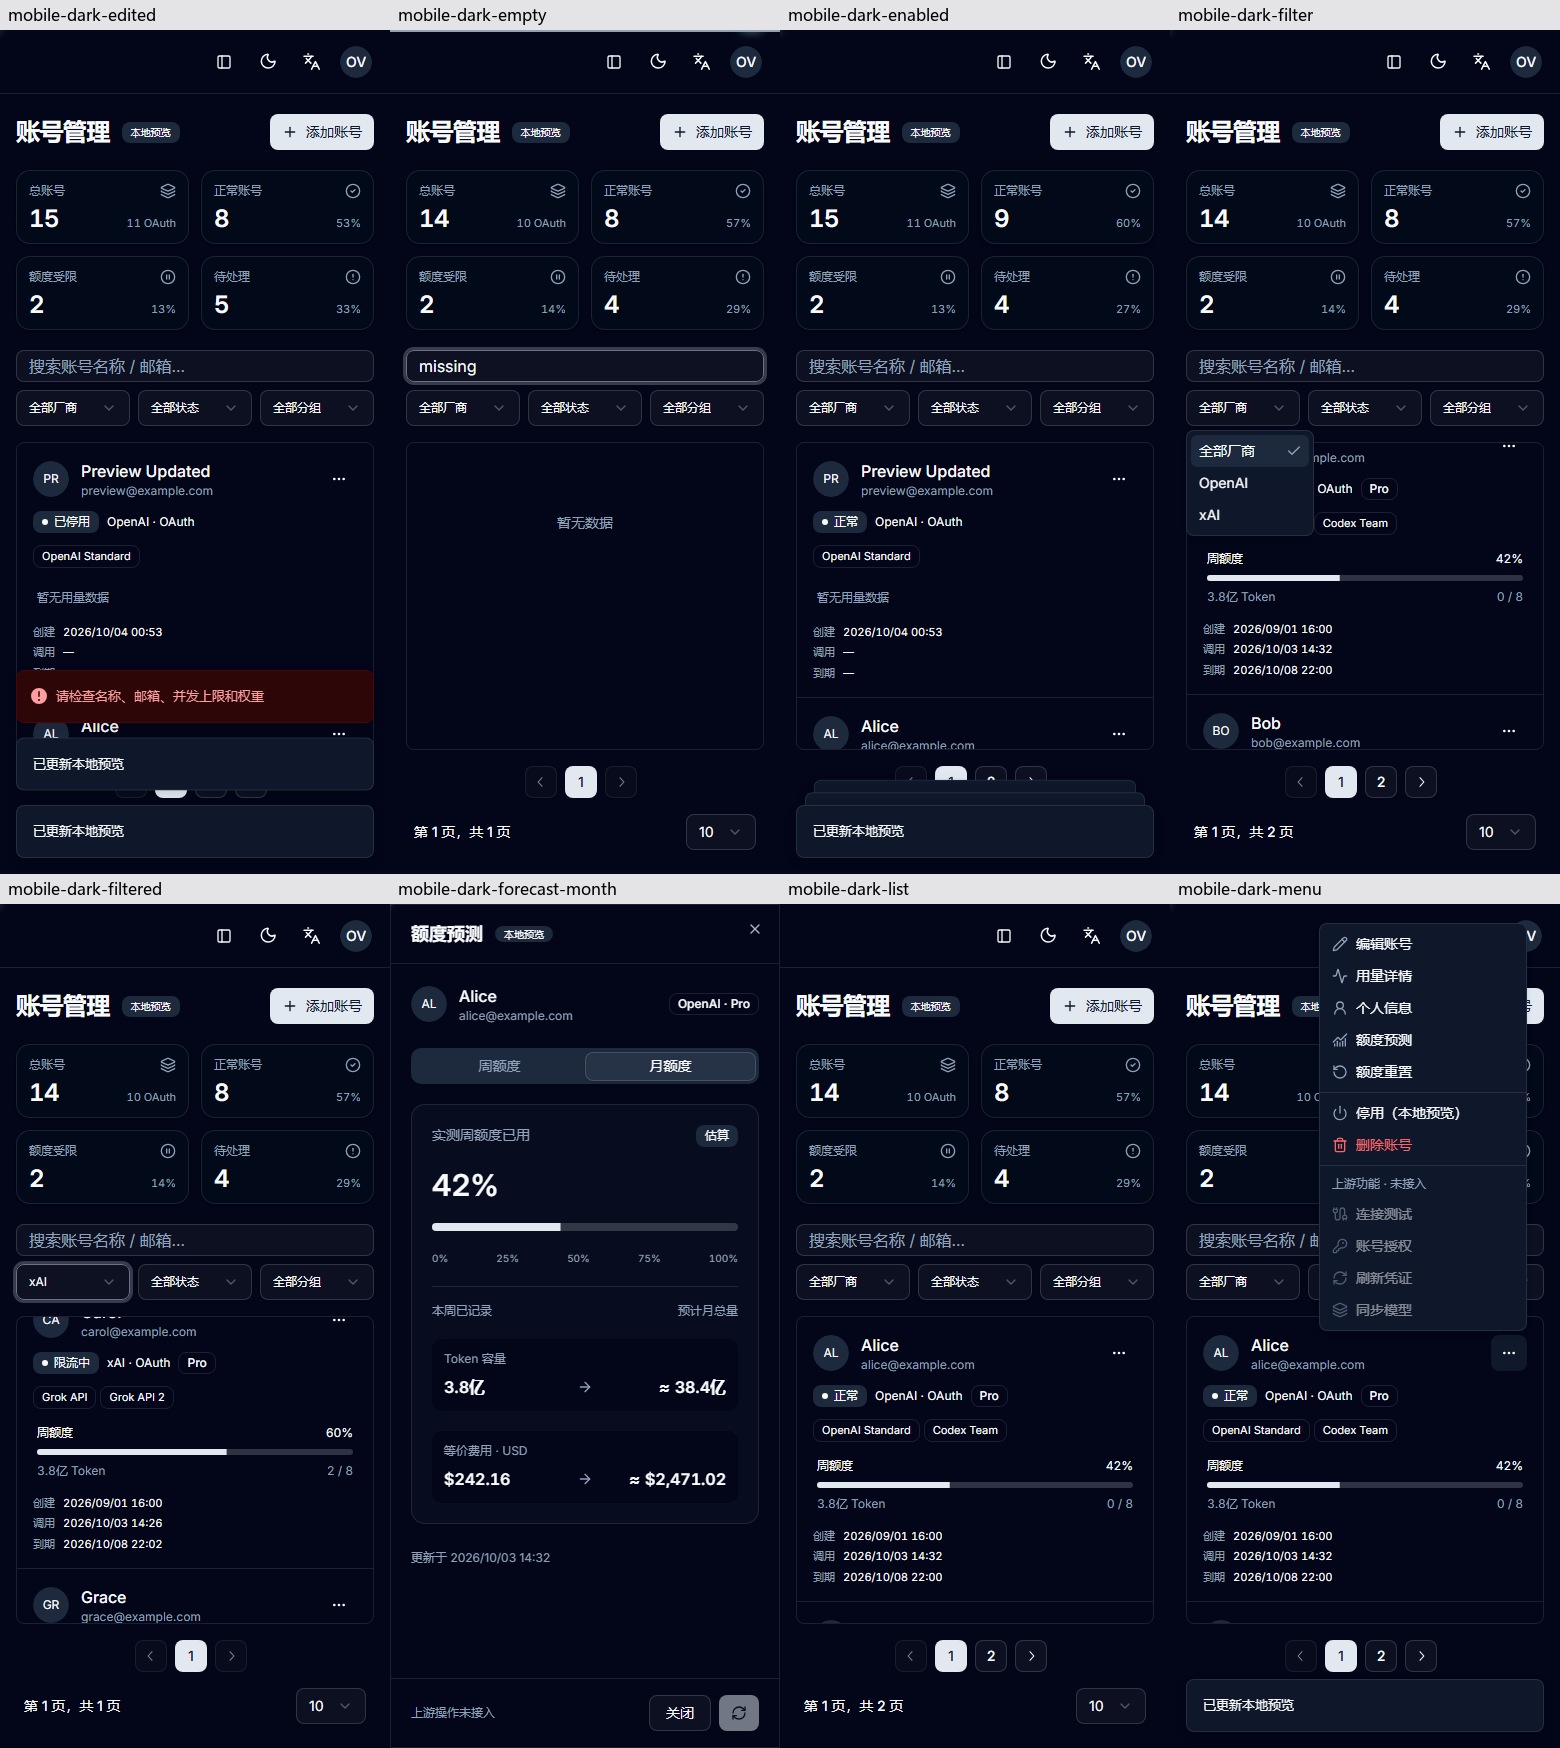 mobile-dark-edited
OV
账号管理 本地预览 + 添加账号
总账号 正常账号
15 11 OAuth 8 53%
额度受限 待处理
2 13% 5 33%
搜索账号名称 / 邮箱...
全部厂商 全部状态 全部分组
PR Preview Updated ...
preview@example.com
已停用 OpenAI · OAuth
OpenAI Standard
暂无用量数据
创建 2026/10/04 00:53
调用 —
请检查名称、邮箱、并发上限和权重
AL Alice ...
已更新本地预览
已更新本地预览
mobile-dark-empty
OV
账号管理 本地预览 + 添加账号
总账号 正常账号
14 10 OAuth 8 57%
额度受限 待处理
2 14% 4 29%
missing
全部厂商 全部状态 全部分组
暂无数据
1
第 1 页，共 1 页 10
mobile-dark-enabled
OV
账号管理 本地预览 + 添加账号
总账号 正常账号
15 11 OAuth 9 60%
额度受限 待处理
2 13% 4 27%
搜索账号名称 / 邮箱...
全部厂商 全部状态 全部分组
PR Preview Updated ...
preview@example.com
正常 OpenAI · OAuth
OpenAI Standard
暂无用量数据
创建 2026/10/04 00:53
调用 —
到期 —
AL Alice ...
alice@example.com
1 2
已更新本地预览
mobile-dark-filter
OV
账号管理 本地预览 + 添加账号
总账号 正常账号
14 10 OAuth 8 57%
额度受限 待处理
2 14% 4 29%
搜索账号名称 / 邮箱...
全部厂商 全部状态 全部分组
全部厂商
OpenAI
xAI
...
mple.com
OAuth Pro
Codex Team
周额度 42%
3.8亿 Token 0 / 8
创建 2026/09/01 16:00
调用 2026/10/03 14:32
到期 2026/10/08 22:00
BO Bob ...
bob@example.com
1 2
第 1 页，共 2 页 10
mobile-dark-filtered
OV
账号管理 本地预览 + 添加账号
总账号 正常账号
14 10 OAuth 8 57%
额度受限 待处理
2 14% 4 29%
搜索账号名称 / 邮箱...
xAI 全部状态 全部分组
CA Carol ...
carol@example.com
限流中 xAI · OAuth Pro
Grok API Grok API 2
周额度 60%
3.8亿 Token 2 / 8
创建 2026/09/01 16:00
调用 2026/10/03 14:26
到期 2026/10/08 22:02
GR Grace ...
grace@example.com
1
第 1 页，共 1 页 10
mobile-dark-forecast-month
额度预测 本地预览
AL Alice OpenAI · Pro
alice@example.com
周额度 月额度
实测周额度已用 估算
42%
0% 25% 50% 75% 100%
本周已记录 预计月总量
Token 容量
3.8亿 → ≈ 38.4亿
等价费用 · USD
$242.16 → ≈ $2,471.02
更新于 2026/10/03 14:32
上游操作未接入 关闭
mobile-dark-list
OV
账号管理 本地预览 + 添加账号
总账号 正常账号
14 10 OAuth 8 57%
额度受限 待处理
2 14% 4 29%
搜索账号名称 / 邮箱...
全部厂商 全部状态 全部分组
AL Alice ...
alice@example.com
正常 OpenAI · OAuth Pro
OpenAI Standard Codex Team
周额度 42%
3.8亿 Token 0 / 8
创建 2026/09/01 16:00
调用 2026/10/03 14:32
到期 2026/10/08 22:00
1 2
第 1 页，共 2 页 10
mobile-dark-menu
V
账号管理 本地 号
总账号
14 10 O %
额度受限
2 %
搜索账号名称 / 邮
全部厂商
编辑账号
用量详情
个人信息
额度预测
额度重置
停用（本地预览）
删除账号
上游功能 · 未接入
连接测试
账号授权
刷新凭证
同步模型
AL Alice ...
alice@example.com
正常 OpenAI · OAuth Pro
OpenAI Standard Codex Team
周额度 42%
3.8亿 Token 0 / 8
创建 2026/09/01 16:00
调用 2026/10/03 14:32
到期 2026/10/08 22:00
1 2
已更新本地预览